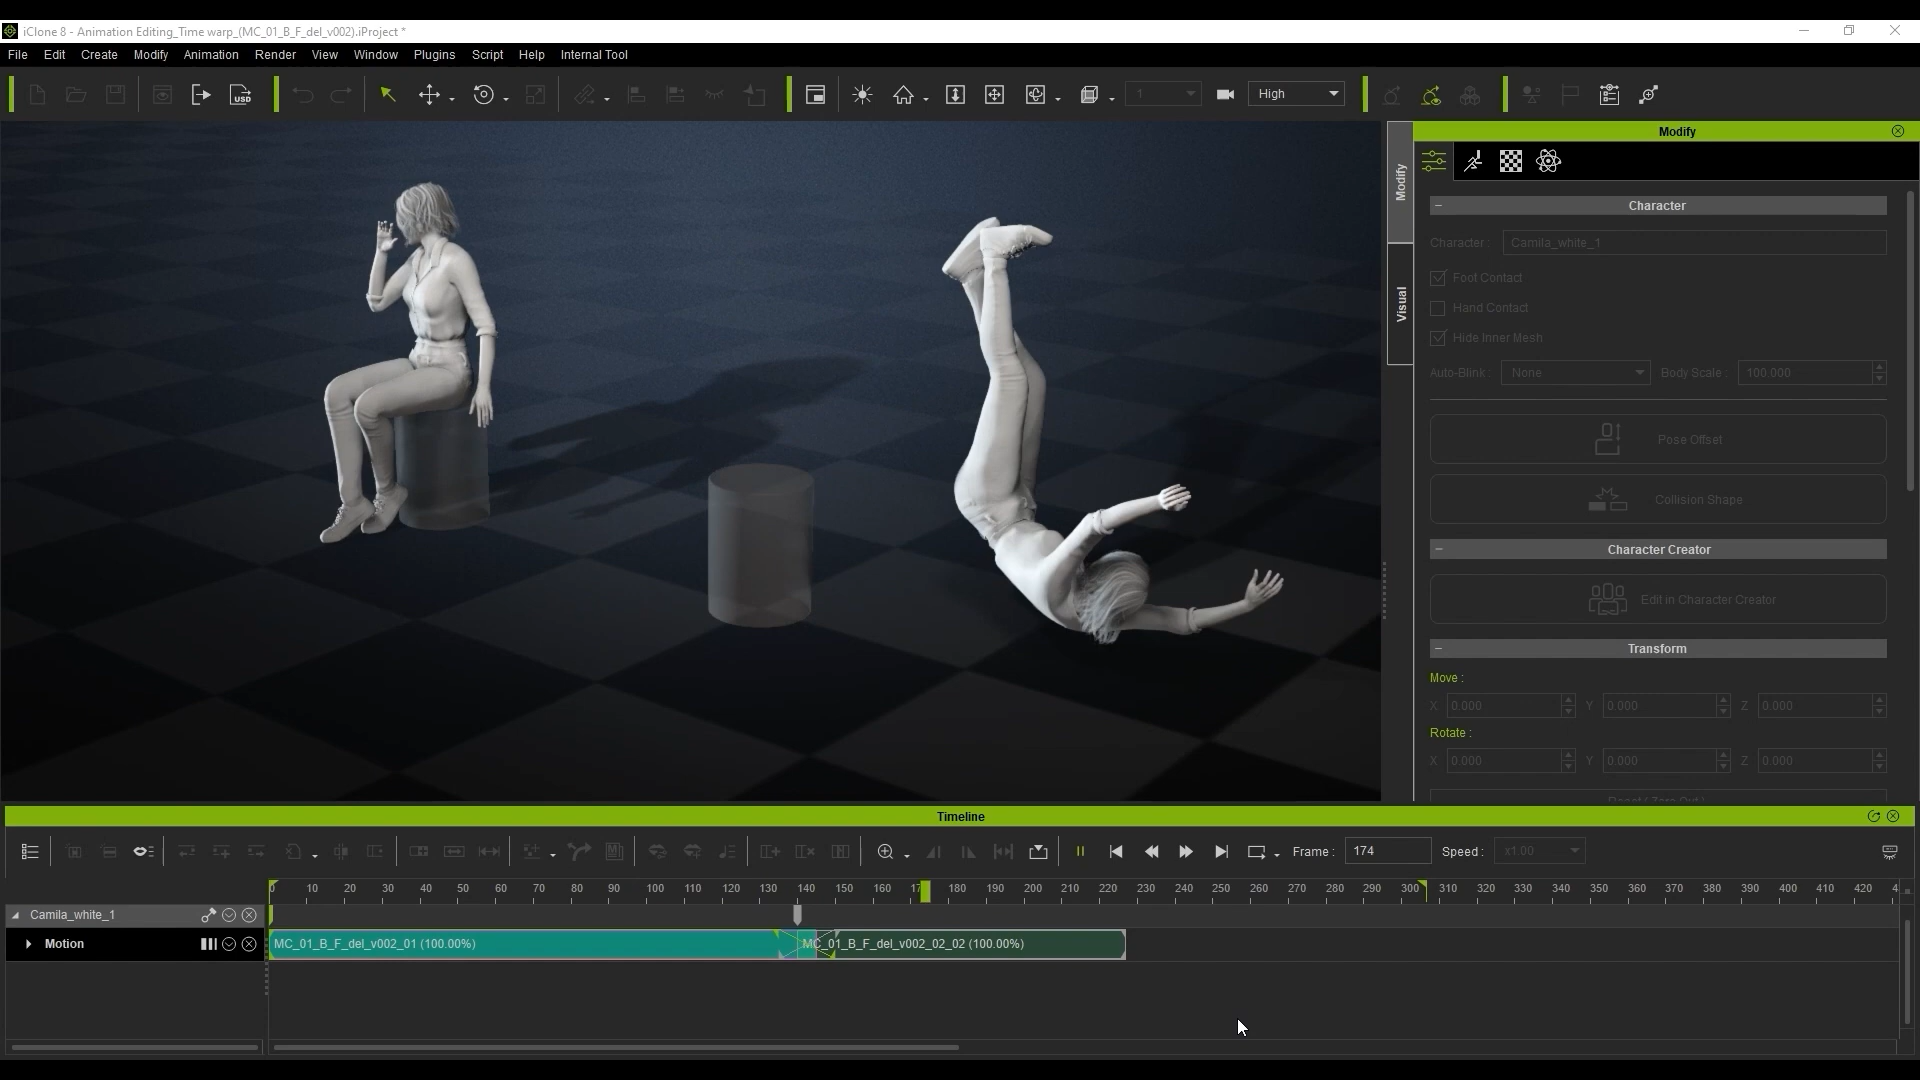 iClone 8 - Animation Editing_Time warp_(MC_01_B_F_del_v002).iProject *
File Edit Create Modify Animation Render View Window Plugins Script Help Internal Tool
USD 1 High
Modify
Modify
Visual
Character
Character : Camila_white_1
Foot Contact
Hand Contact
Hide Inner Mesh
Auto-Blink : None Body Scale : 100.000
Pose Offset
Collision Shape
Character Creator
Edit in Character Creator
Transform
Move :
X 0.000 Y 0.000 Z 0.000
Rotate :
X 0.000 Y 0.000 Z 0.000
Timeline
Frame : 174 Speed : x1.00
0 10 20 30 40 50 60 70 80 90 100 110 120 130 140 150 160 17 180 190 200 210 220 230 240 250 260 270 280 290 300 310 320 330 340 350 360 370 380 390 400 410 420 4
Camila_white_1
Motion MC_01_B_F_del_v002_01 (100.00%) MC_01_B_F_del_v002_02_02 (100.00%)